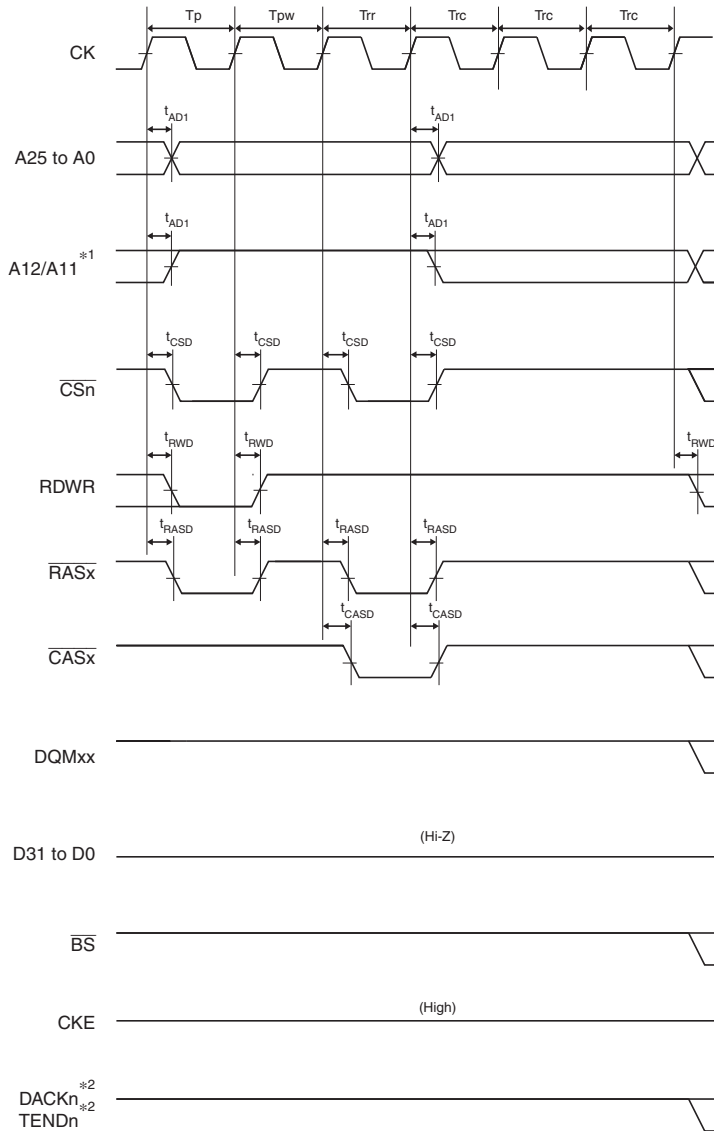 Tp Tpw Trr Trc Trc Trc
CK
tAD1 tAD1
A25 to A0
tAD1 tAD1
A12/A11*1
tCSD tCSD tCSD tCSD
CSn
tRWD tRWD tRWD
RDWR
tRASD tRASD tRASD tRASD
RASx
tCASD tCASD
CASx
DQMxx
(Hi-Z)
D31 to D0
BS
(High)
CKE
DACKn*2
TENDn*2